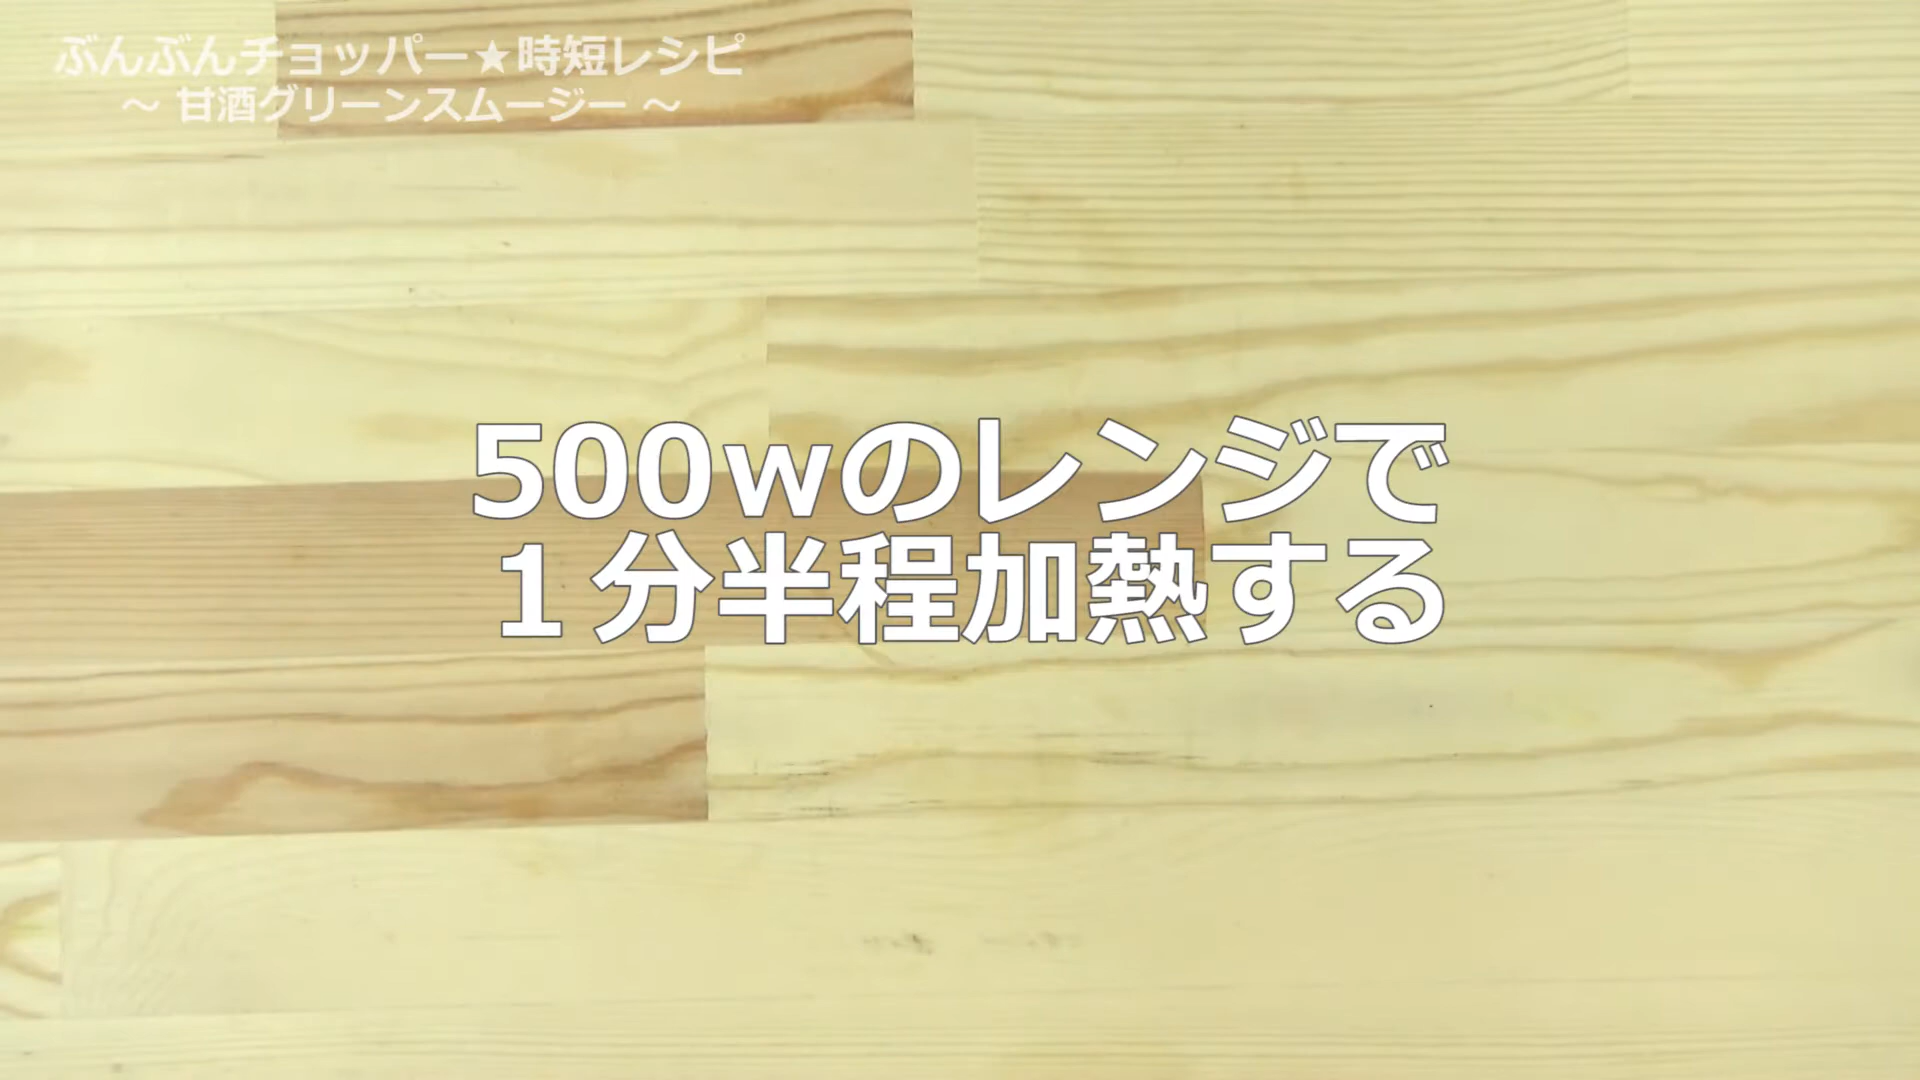 ぶんぶんチョッパー★時短レシピ
～ 甘酒グリーンスムージー ～
500wのレンジで
１分半程加熱する